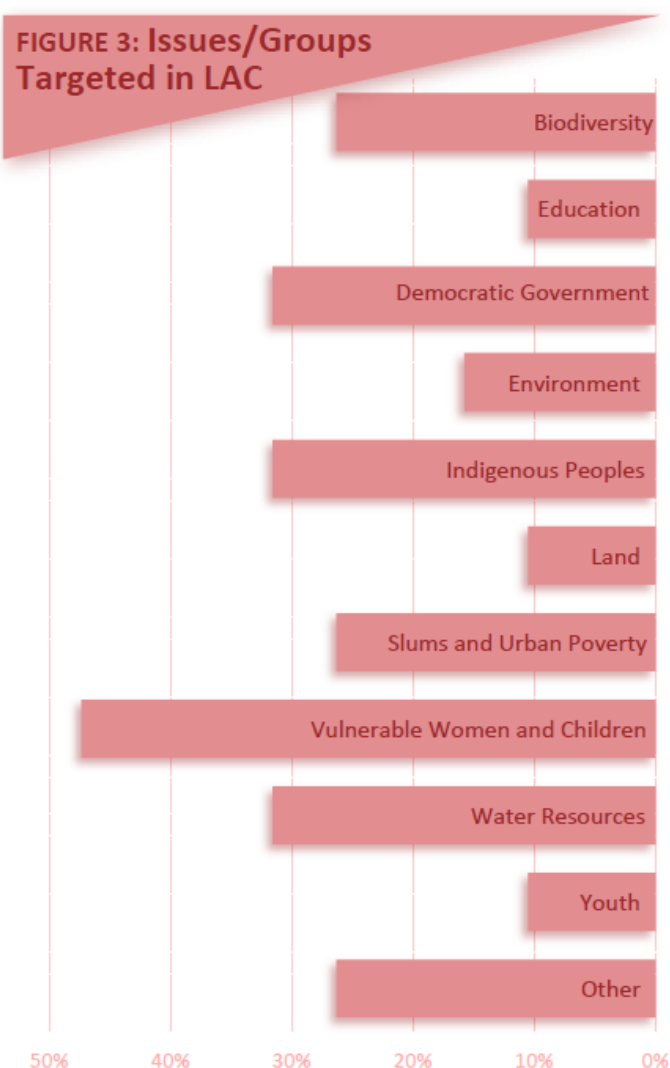 FIGURE 3: Issues/Groups
Targeted in LAC
Biodiversity
Education
Democratic Government
Environment
Indigenous Peoples
Land
Slums and Urban Poverty
Vulnerable Women and Children
Water Resources
Youth
Other
50% 40% 30% 20% 10% 0%